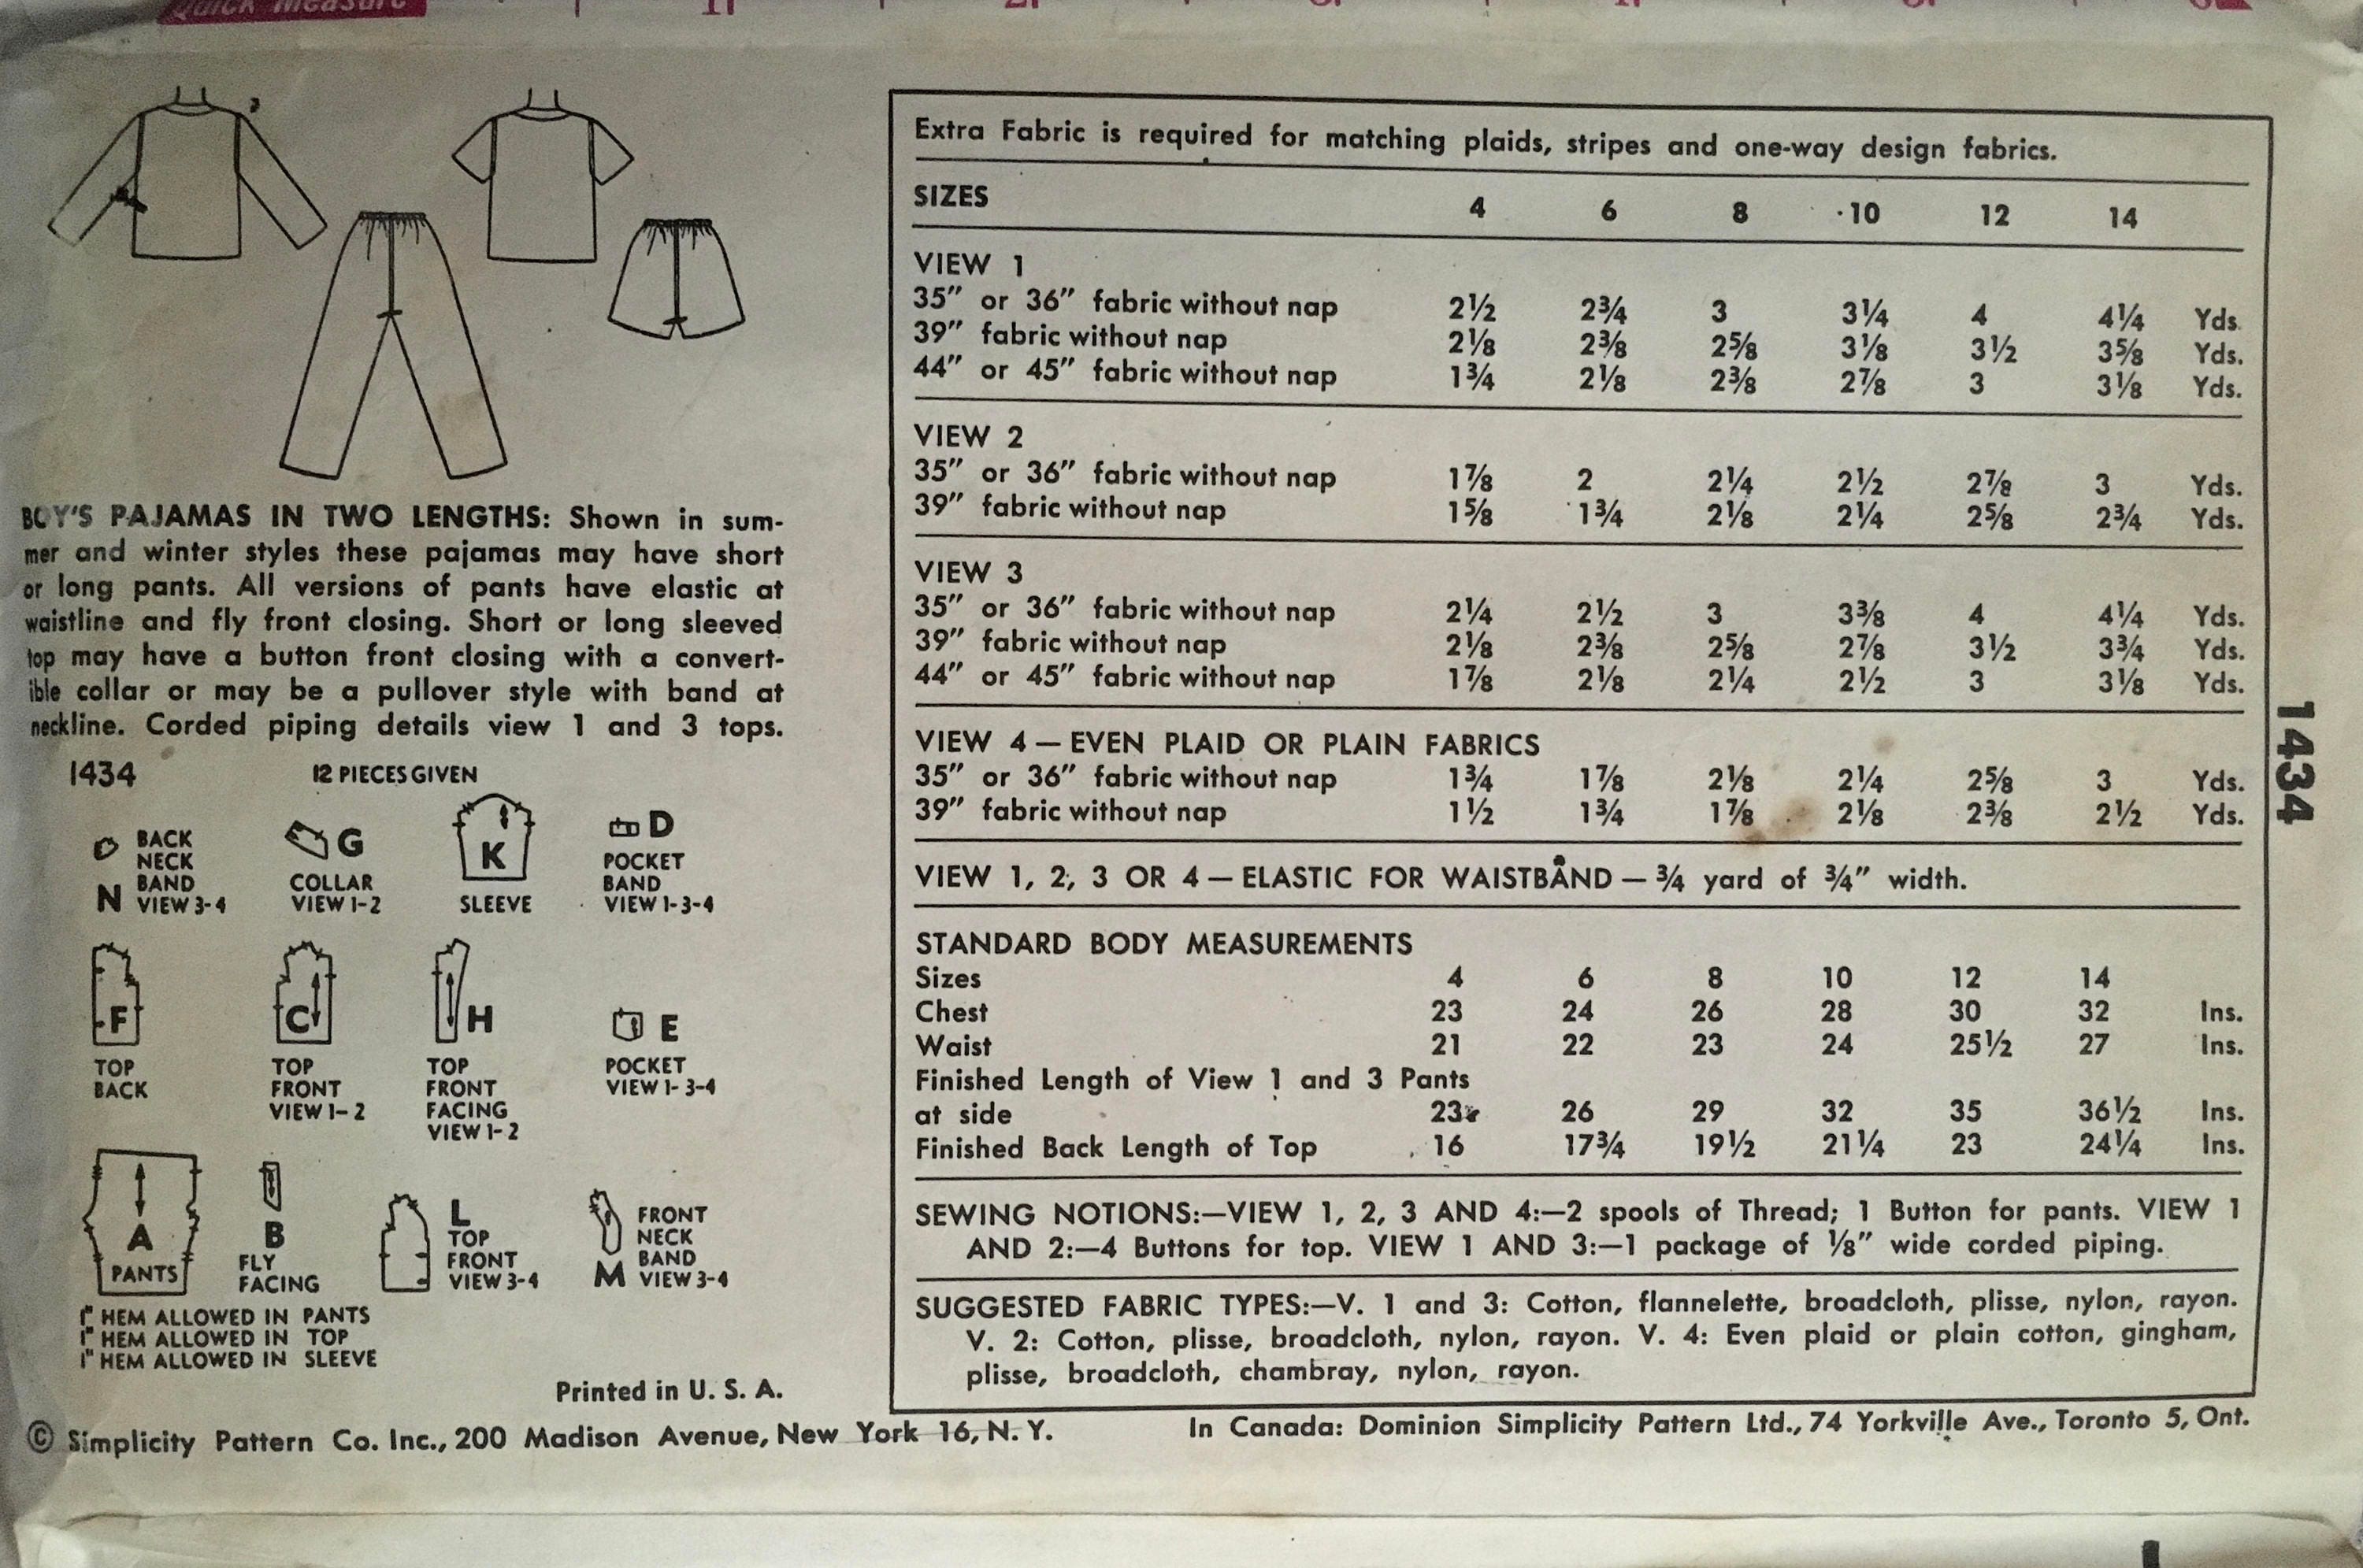 Quick Measure 1. 2.
BOY'S PAJAMAS IN TWO LENGTHS: Shown in sum-
mer and winter styles these pajamas may have short
or long pants. All versions of pants have elastic at
waistline and fly front closing. Short or long sleeved
top may have a button front closing with a convert-
ible collar or may be a pullover style with band at
neckline. Corded piping details view 1 and 3 tops.
1434 12 PIECES GIVEN
N BACK
NECK
BAND
VIEW 3-4
G
COLLAR
VIEW 1-2
K
SLEEVE
D
POCKET
BAND
VIEW 1-3-4
F
TOP
BACK
C
TOP
FRONT
VIEW 1-2
H
TOP
FRONT
FACING
VIEW 1-2
E
POCKET
VIEW 1-3-4
A
PANTS
B
FLY
FACING
L
TOP
FRONT
VIEW 3-4
M FRONT
NECK
BAND
VIEW 3-4
1" HEM ALLOWED IN PANTS
1" HEM ALLOWED IN TOP
1" HEM ALLOWED IN SLEEVE
Printed in U. S. A.
Extra Fabric is required for matching plaids, stripes and one-way design fabrics.
SIZES 4 6 8 10 12 14
VIEW 1
35" or 36" fabric without nap 2½ 2¾ 3 3¼ 4 4¼ Yds.
39" fabric without nap 2⅛ 2⅜ 2⅝ 3⅛ 3½ 3⅝ Yds.
44" or 45" fabric without nap 1¾ 2⅛ 2⅜ 2⅞ 3 3⅛ Yds.
VIEW 2
35" or 36" fabric without nap 1⅞ 2 2¼ 2½ 2⅞ 3 Yds.
39" fabric without nap 1⅝ 1¾ 2⅛ 2¼ 2⅝ 2¾ Yds.
VIEW 3
35" or 36" fabric without nap 2¼ 2½ 3 3⅜ 4 4¼ Yds.
39" fabric without nap 2⅛ 2⅜ 2⅝ 2⅞ 3½ 3¾ Yds.
44" or 45" fabric without nap 1⅞ 2⅛ 2¼ 2½ 3 3⅛ Yds.
VIEW 4 — EVEN PLAID OR PLAIN FABRICS
35" or 36" fabric without nap 1¾ 1⅞ 2⅛ 2¼ 2⅝ 3 Yds.
39" fabric without nap 1½ 1¾ 1⅞ 2⅛ 2⅜ 2½ Yds.
VIEW 1, 2, 3 OR 4 — ELASTIC FOR WAISTBAND — ¾ yard of ¾" width.
STANDARD BODY MEASUREMENTS
Sizes 4 6 8 10 12 14
Chest 23 24 26 28 30 32 Ins.
Waist 21 22 23 24 25½ 27 Ins.
Finished Length of View 1 and 3 Pants
at side 23 26 29 32 35 36½ Ins.
Finished Back Length of Top 16 17¾ 19½ 21¼ 23 24¼ Ins.
SEWING NOTIONS:—VIEW 1, 2, 3 AND 4:—2 spools of Thread; 1 Button for pants. VIEW 1
AND 2:—4 Buttons for top. VIEW 1 AND 3:—1 package of ⅛" wide corded piping.
SUGGESTED FABRIC TYPES:—V. 1 and 3: Cotton, flannelette, broadcloth, plisse, nylon, rayon.
V. 2: Cotton, plisse, broadcloth, nylon, rayon. V. 4: Even plaid or plain cotton, gingham,
plisse, broadcloth, chambray, nylon, rayon.
1434
© Simplicity Pattern Co. Inc., 200 Madison Avenue, New York 16, N. Y. In Canada: Dominion Simplicity Pattern Ltd., 74 Yorkville Ave., Toronto 5, Ont.